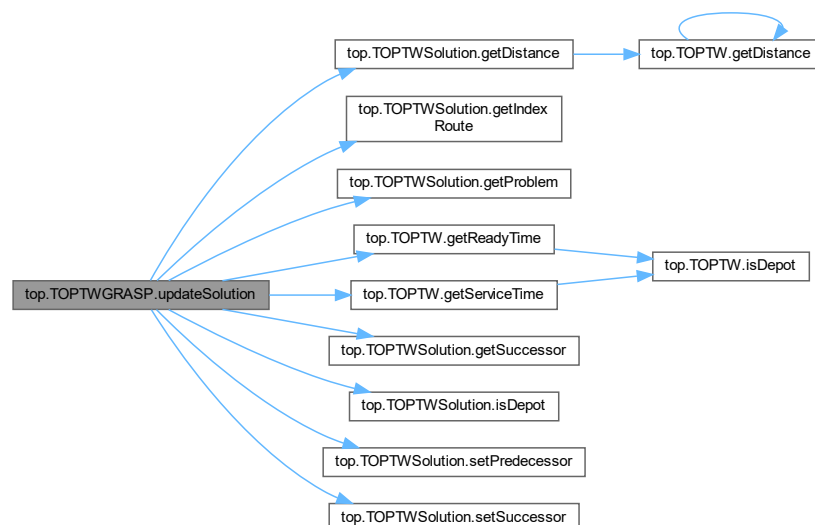 top.TOPTWSolution.getDistance
top.TOPTW.getDistance
top.TOPTWSolution.getIndex
Route
top.TOPTWSolution.getProblem
top.TOPTW.getReadyTime
top.TOPTW.isDepot
top.TOPTWGRASP.updateSolution
top.TOPTW.getServiceTime
top.TOPTWSolution.getSuccessor
top.TOPTWSolution.isDepot
top.TOPTWSolution.setPredecessor
top.TOPTWSolution.setSuccessor